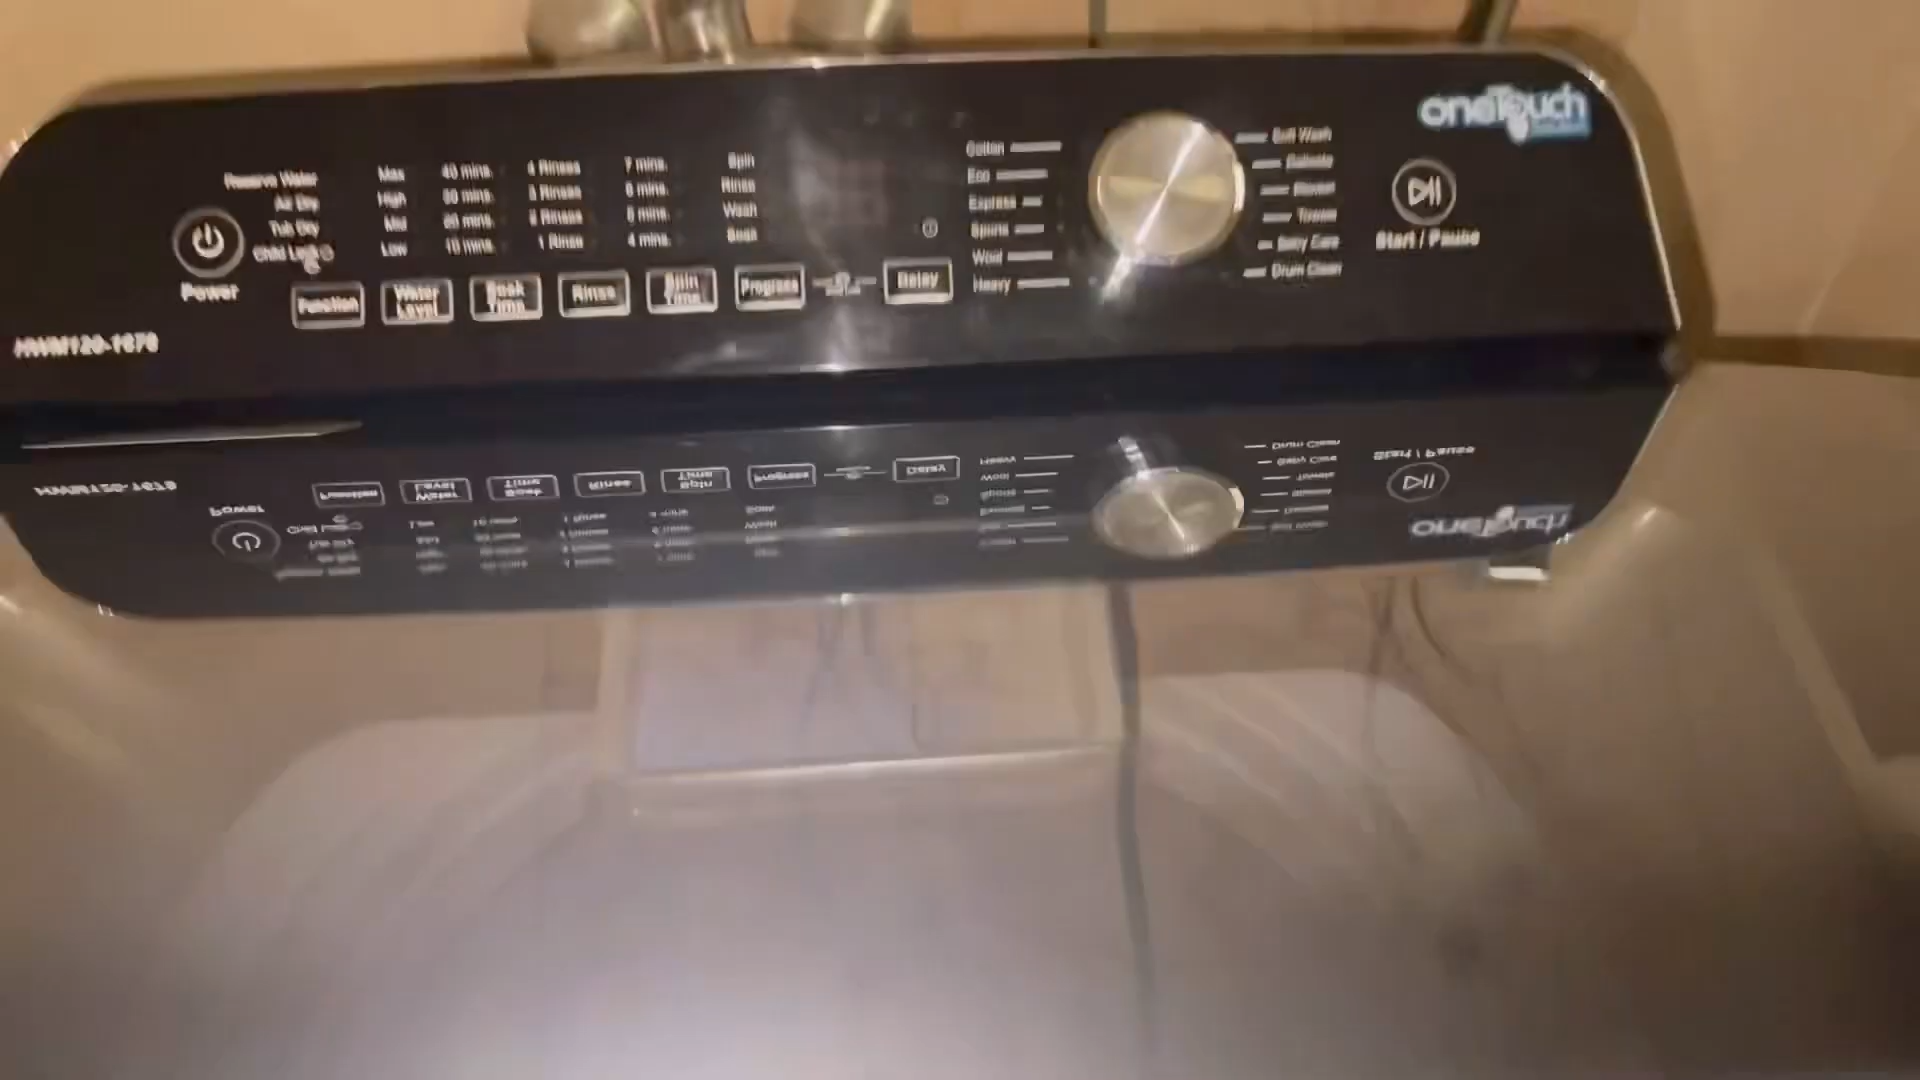 oneTouch
Reserve Water
Air Dry
Tub Dry
Child Lock
Max
High
Mid
Low
40 mins
30 mins
20 mins
10 mins
4 Rinses
3 Rinses
2 Rinses
1 Rinse
7 mins
6 mins
5 mins
4 mins
Spin
Rinse
Wash
Soak
Cotton
Eco
Express
Sports
Wool
Heavy
Soft Wash
Delicate
Towels
Baby Care
Drum Clean
Power
Start / Pause
Function
Water Level
Soak Time
Rinse
Spin Time
Progress
Delay
HWM120-1678